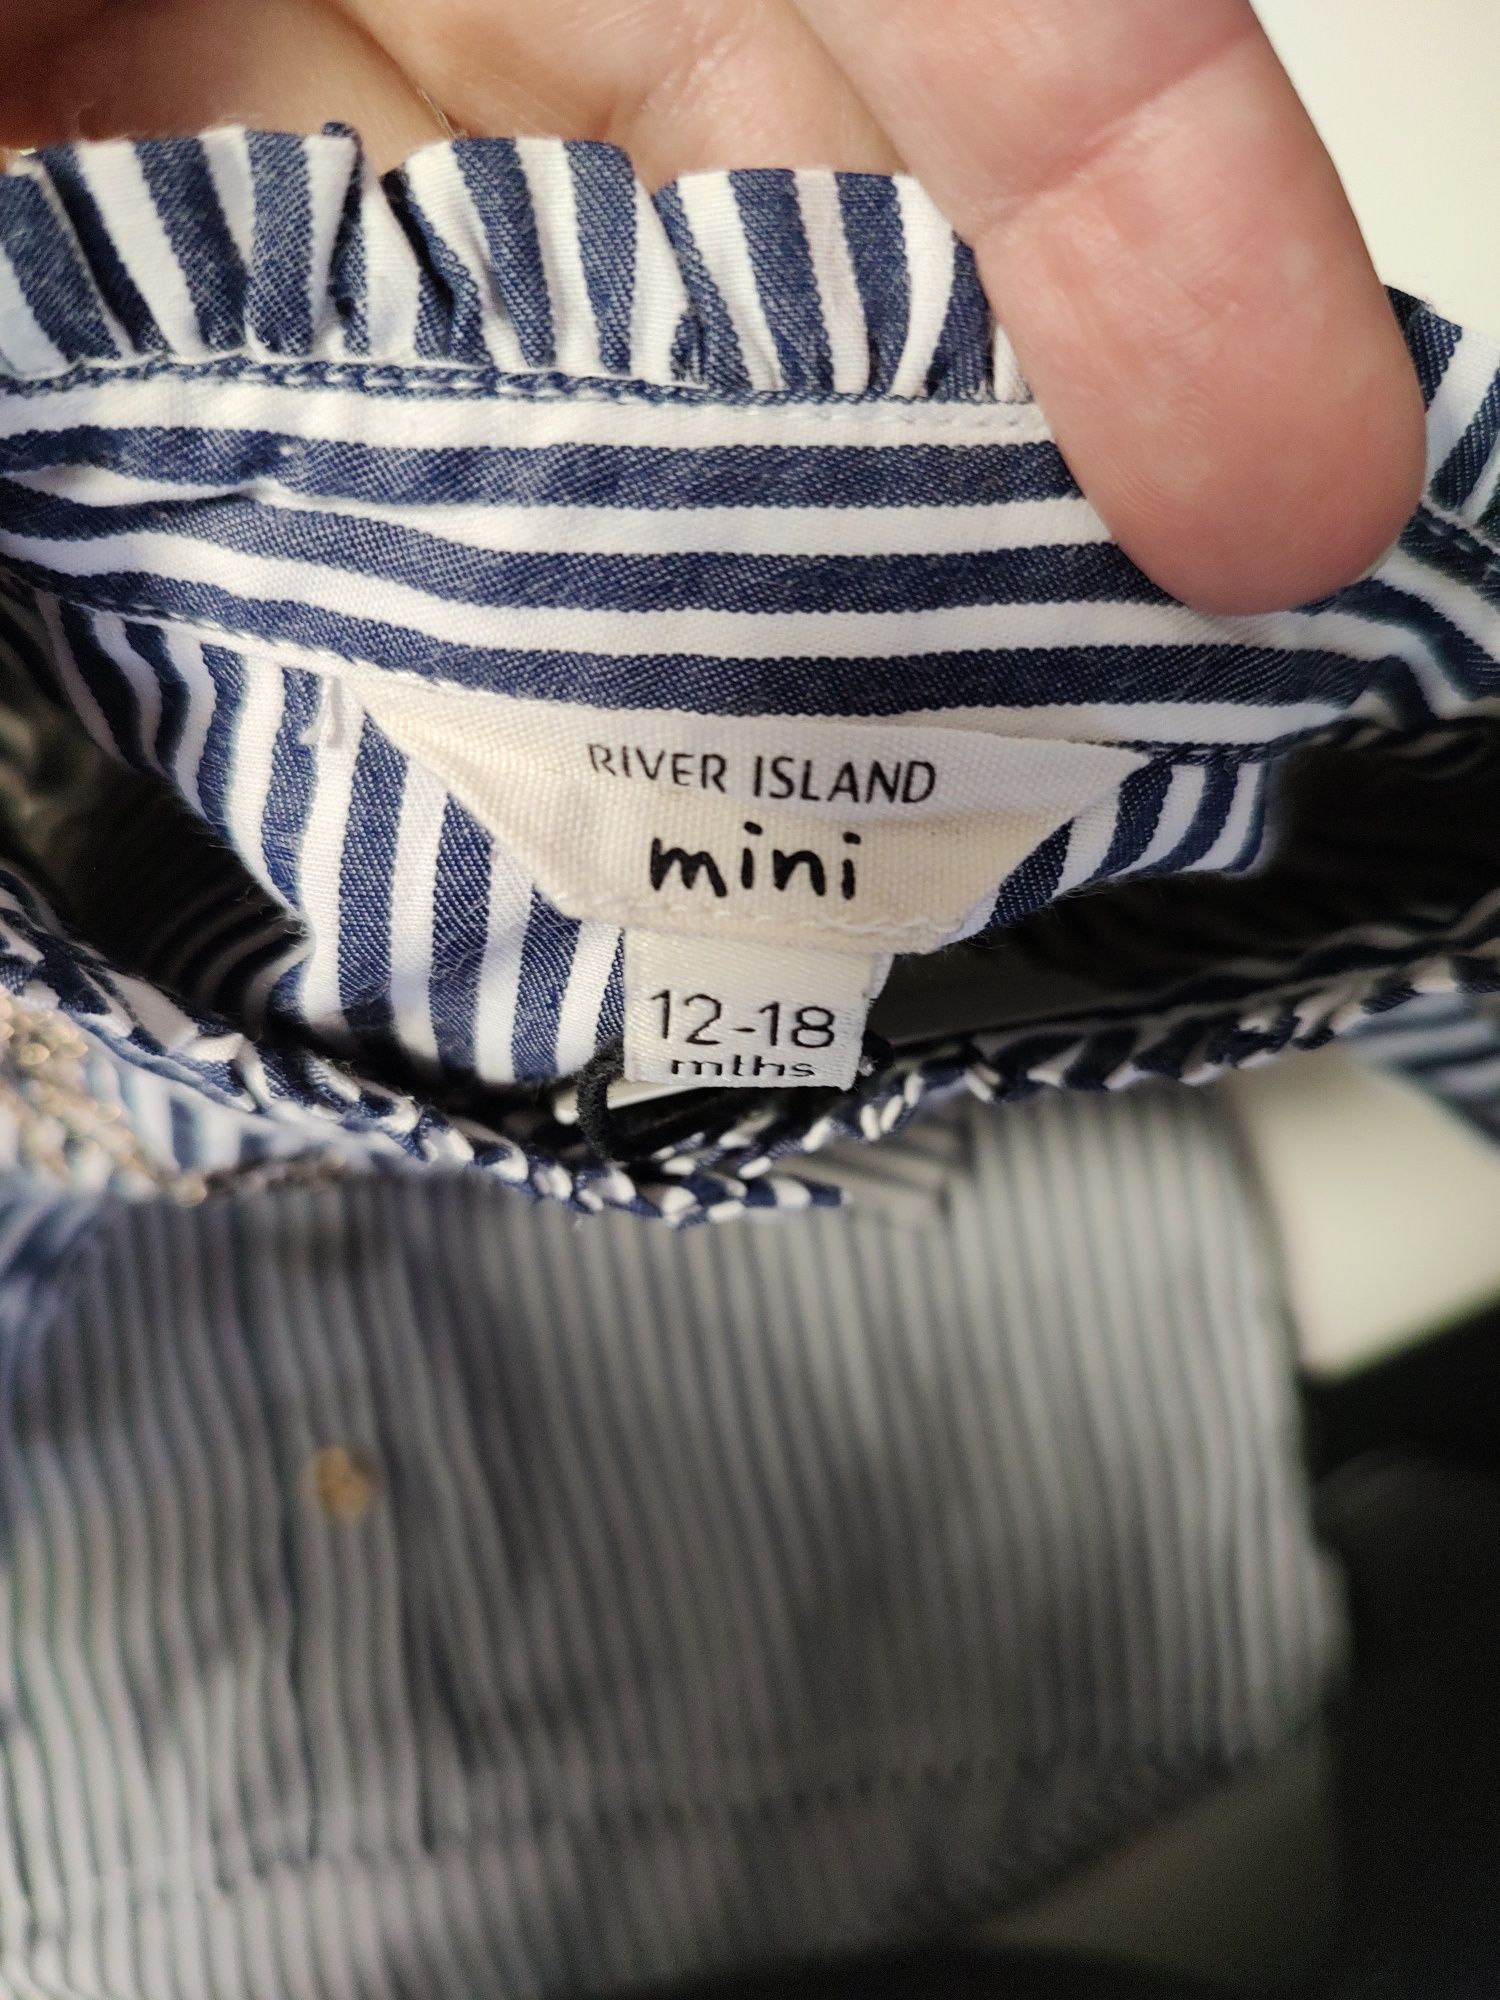 RIVER ISLAND
mini
12-18
mths